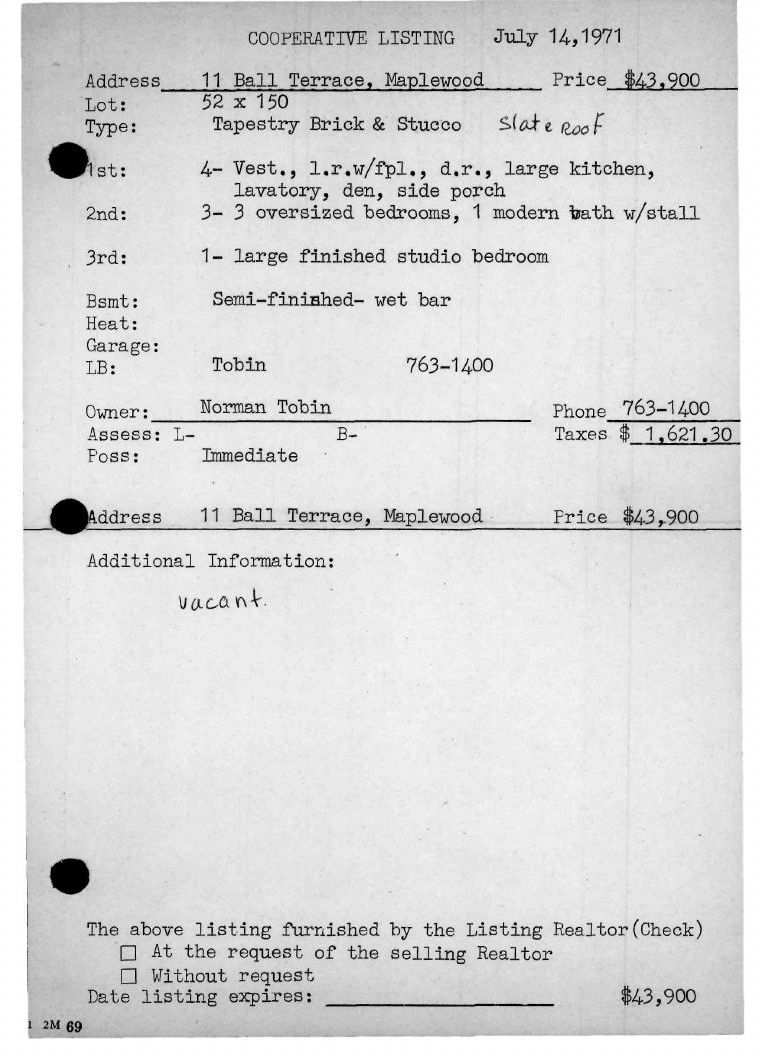 COOPERATIVE LISTING July 14,1971
Address 11 Ball Terrace, Maplewood Price $43,900
Lot: 52 x 150
Type: Tapestry Brick & Stucco Slate Roof
1st: 4- Vest., l.r.w/fpl., d.r., large kitchen,
lavatory, den, side porch
2nd: 3- 3 oversized bedrooms, 1 modern bath w/stall
3rd: 1- large finished studio bedroom
Bsmt: Semi-finished- wet bar
Heat:
Garage:
LB: Tobin 763-1400
Owner: Norman Tobin Phone 763-1400
Assess: L- B- Taxes $ 1,621.30
Poss: Immediate
Address 11 Ball Terrace, Maplewood Price $43,900
Additional Information:
vacant.
The above listing furnished by the Listing Realtor(Check)
☐ At the request of the selling Realtor
☐ Without request
Date listing expires: $43,900
1 2M 69